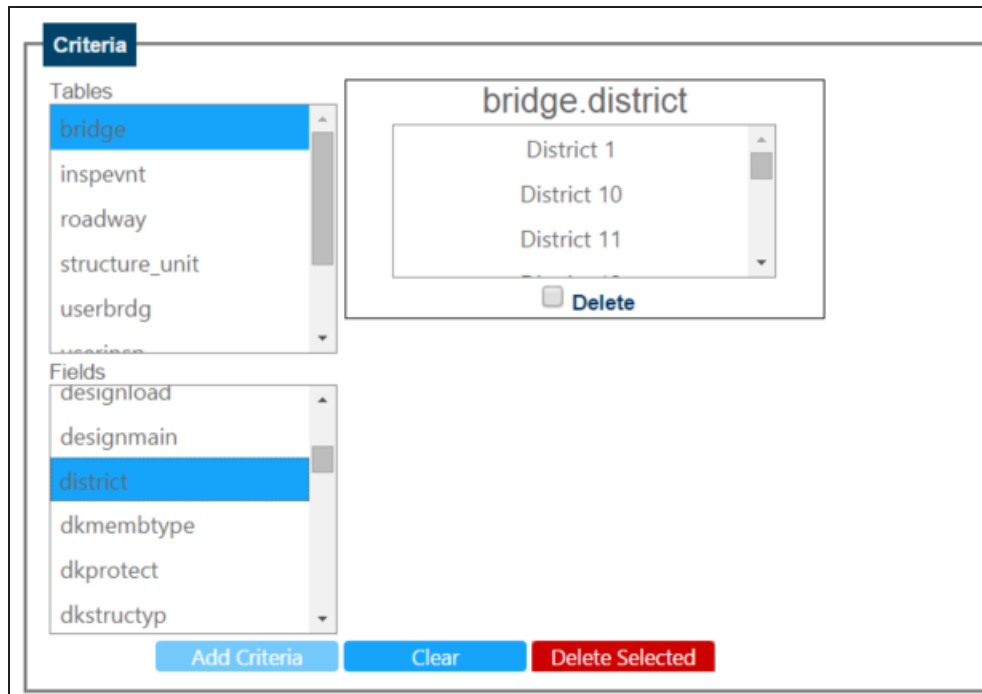 Criteria
Tables
bridge
inspevnt
roadway
structure_unit
userbrdg
userinsp
bridge.district
District 1
District 10
District 11
Delete
Fields
designload
designmain
district
dkmembtype
dkprotect
dkstructyp
Add Criteria
Clear
Delete Selected